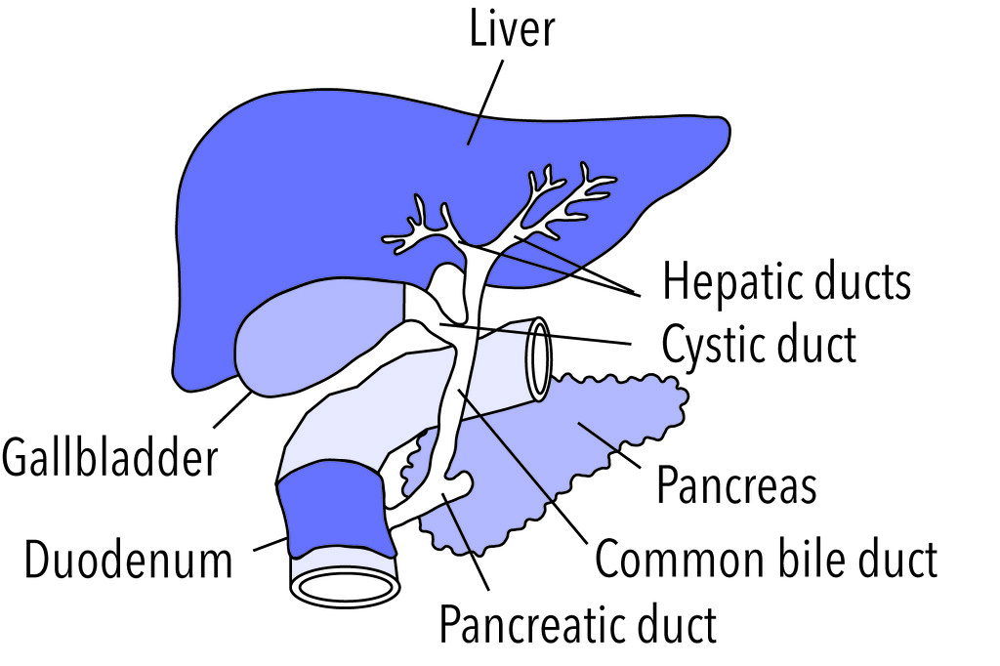 Liver
Hepatic ducts
Cystic duct
Gallbladder
Pancreas
Duodenum
Common bile duct
Pancreatic duct